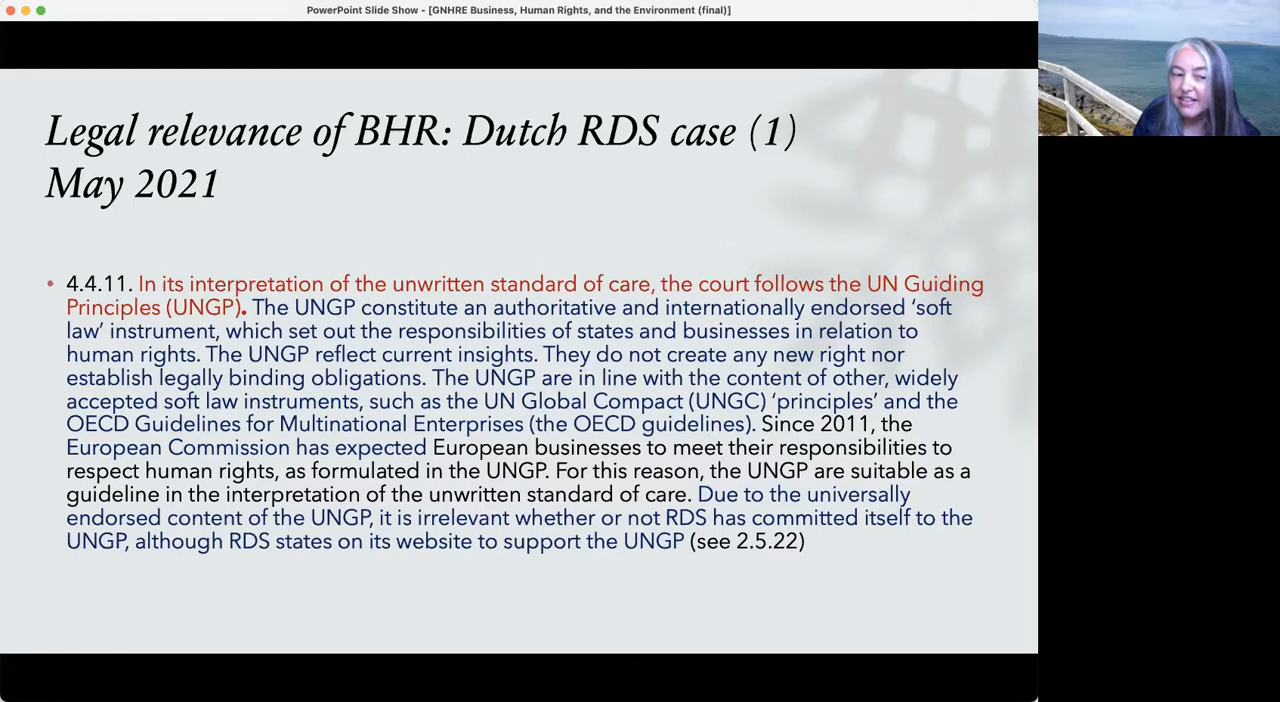 PowerPoint Slide Show - [GNHRE Business, Human Rights, and the Environment (final)]
Legal relevance of BHR: Dutch RDS case (1)
May 2021
• 4.4.11. In its interpretation of the unwritten standard of care, the court follows the UN Guiding
Principles (UNGP). The UNGP constitute an authoritative and internationally endorsed ‘soft
law’ instrument, which set out the responsibilities of states and businesses in relation to
human rights. The UNGP reflect current insights. They do not create any new right nor
establish legally binding obligations. The UNGP are in line with the content of other, widely
accepted soft law instruments, such as the UN Global Compact (UNGC) ‘principles’ and the
OECD Guidelines for Multinational Enterprises (the OECD guidelines). Since 2011, the
European Commission has expected European businesses to meet their responsibilities to
respect human rights, as formulated in the UNGP. For this reason, the UNGP are suitable as a
guideline in the interpretation of the unwritten standard of care. Due to the universally
endorsed content of the UNGP, it is irrelevant whether or not RDS has committed itself to the
UNGP, although RDS states on its website to support the UNGP (see 2.5.22)